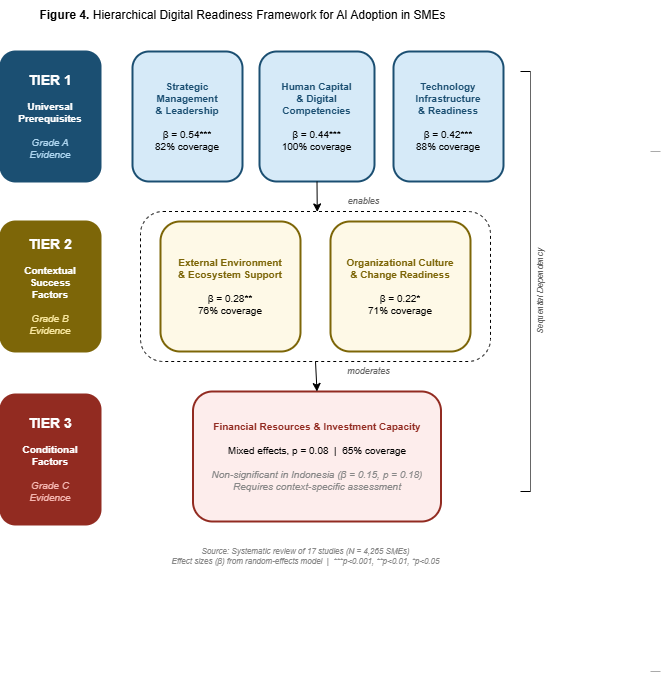 Figure 4. Hierarchical Digital Readiness Framework for AI Adoption in SMEs
TIER 1
Universal
Prerequisites
Grade A
Evidence
Strategic
Management
& Leadership
β = 0.54***
82% coverage
Human Capital
& Digital
Competencies
β = 0.44***
100% coverage
Technology
Infrastructure
& Readiness
β = 0.42***
88% coverage
enables
TIER 2
Contextual
Success
Factors
Grade B
Evidence
External Environment
& Ecosystem Support
β = 0.28**
76% coverage
Organizational Culture
& Change Readiness
β = 0.22*
71% coverage
Sequential Dependency
moderates
TIER 3
Conditional
Factors
Grade C
Evidence
Financial Resources & Investment Capacity
Mixed effects, p = 0.08 | 65% coverage
Non-significant in Indonesia (β = 0.15, p = 0.18)
Requires context-specific assessment
Source: Systematic review of 17 studies (N = 4,265 SMEs)
Effect sizes (β) from random-effects model | ***p<0.001, **p<0.01, *p<0.05